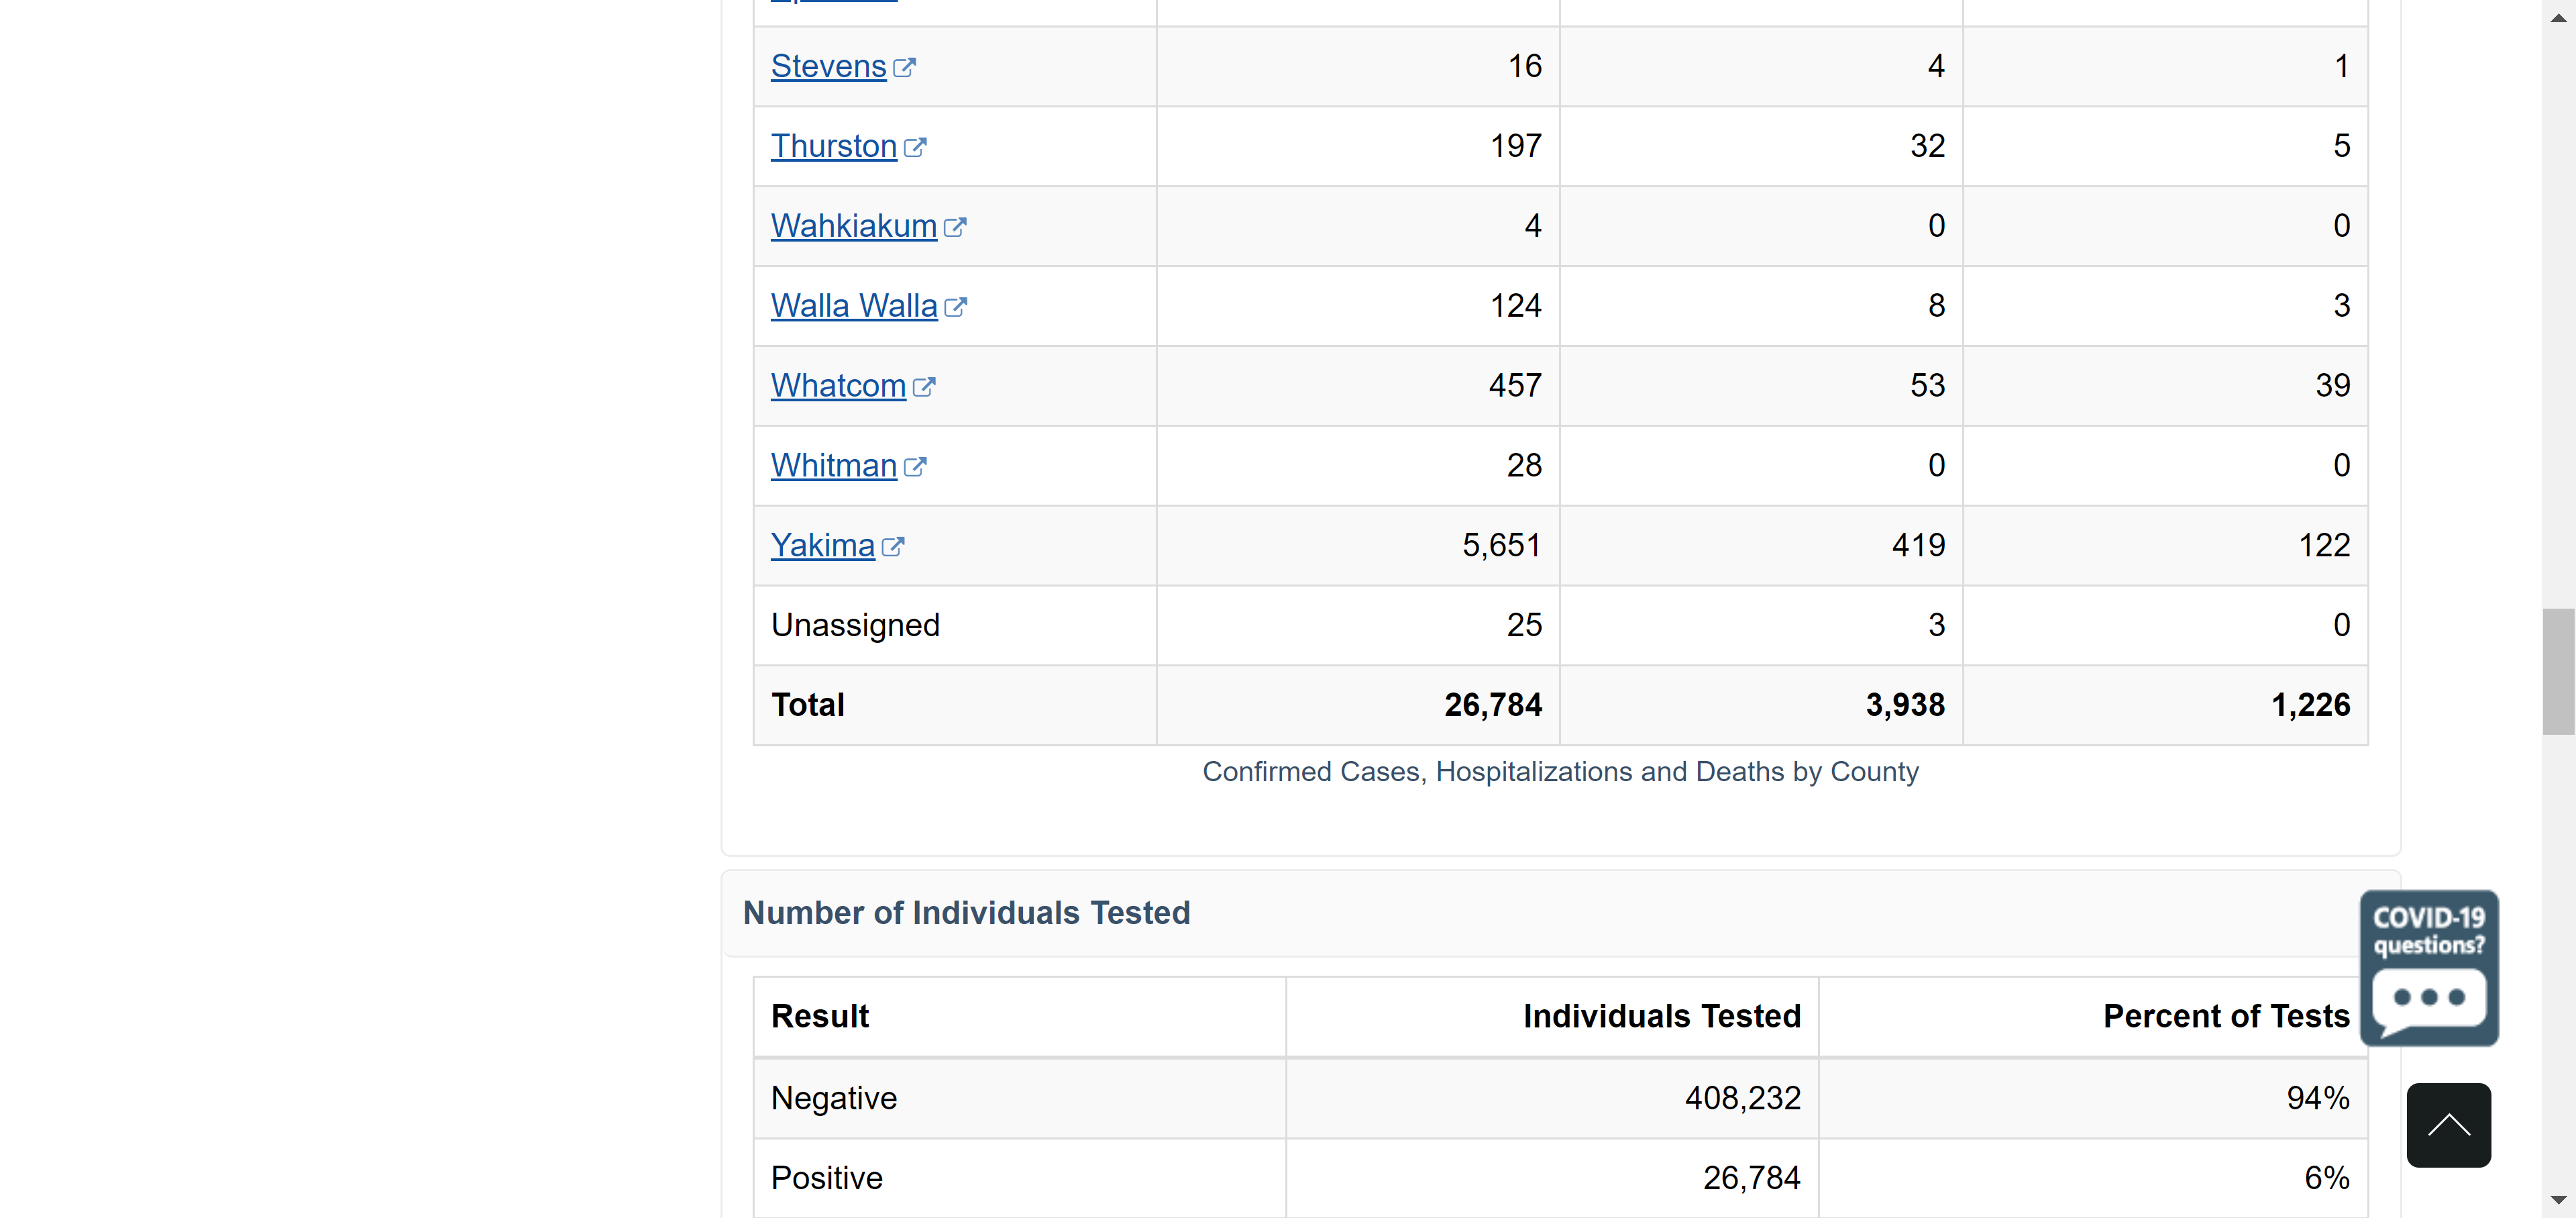 Stevens 16 4 1
Thurston 197 32 5
Wahkiakum 4 0 0
Walla Walla 124 8 3
Whatcom 457 53 39
Whitman 28 0 0
Yakima 5,651 419 122
Unassigned 25 3 0
Total 26,784 3,938 1,226
Confirmed Cases, Hospitalizations and Deaths by County
Number of Individuals Tested
COVID-19
questions?
Result Individuals Tested Percent of Tests
Negative 408,232 94%
Positive 26,784 6%